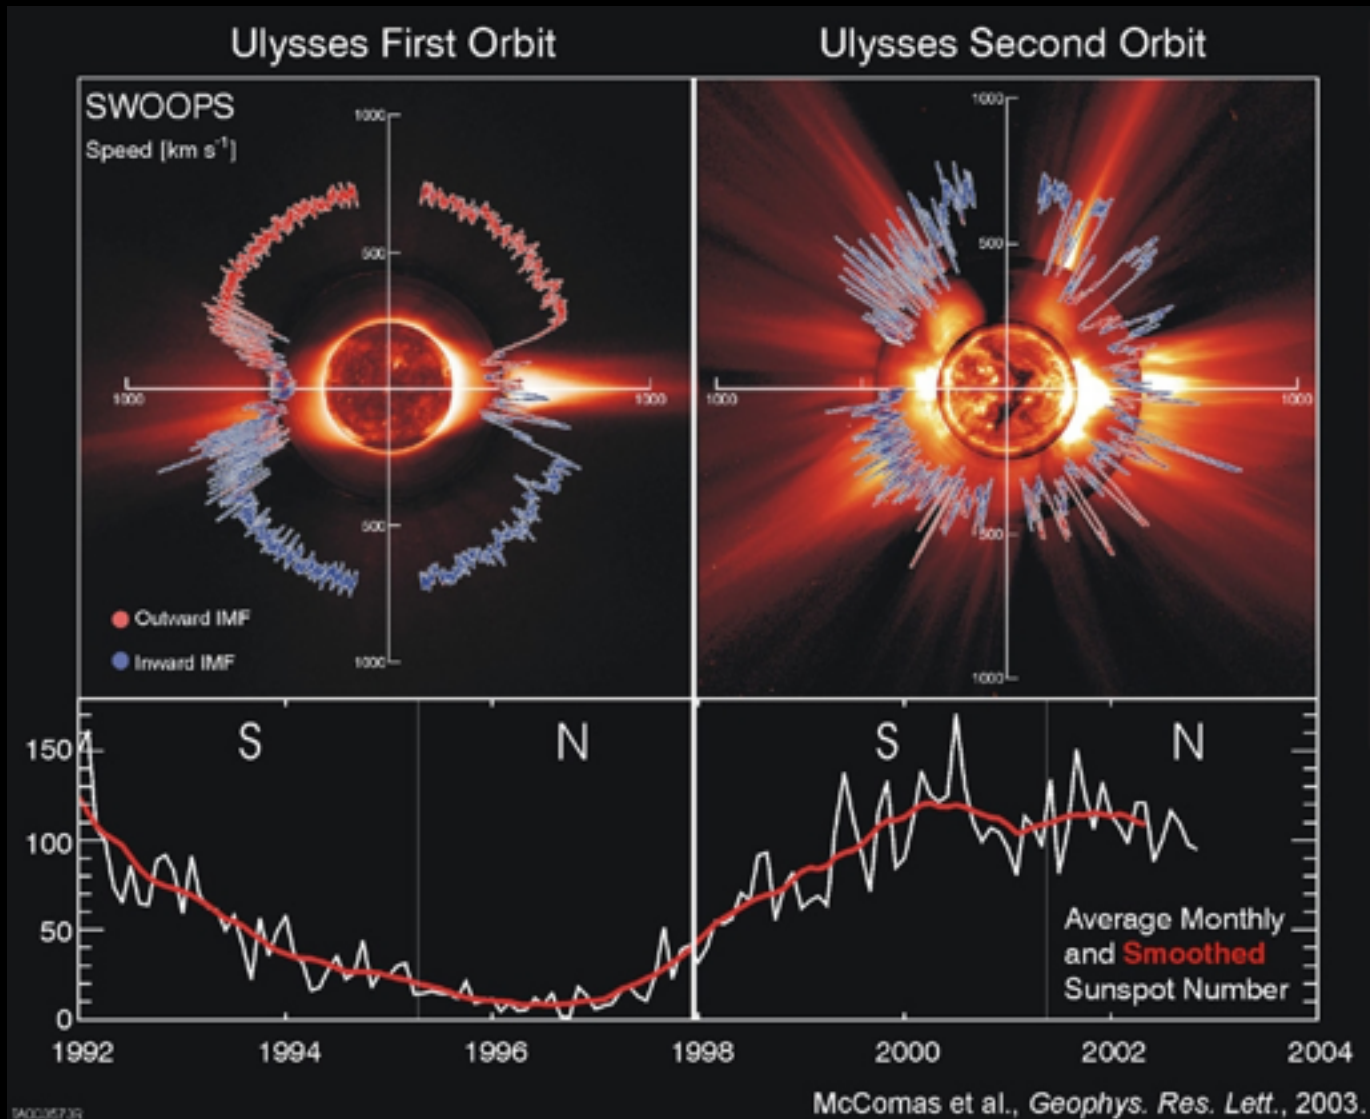 Ulysses First Orbit
Ulysses Second Orbit
SWOOPS
Speed [km s⁻¹]
1000
500
1000
1000
500
1000
Outward IMF
Inward IMF
1000
500
1000
1000
500
1000
S
N
S
N
150
100
50
0
Average Monthly
and Smoothed
Sunspot Number
1992
1994
1996
1998
2000
2002
2004
McComas et al., Geophys. Res. Lett., 2003